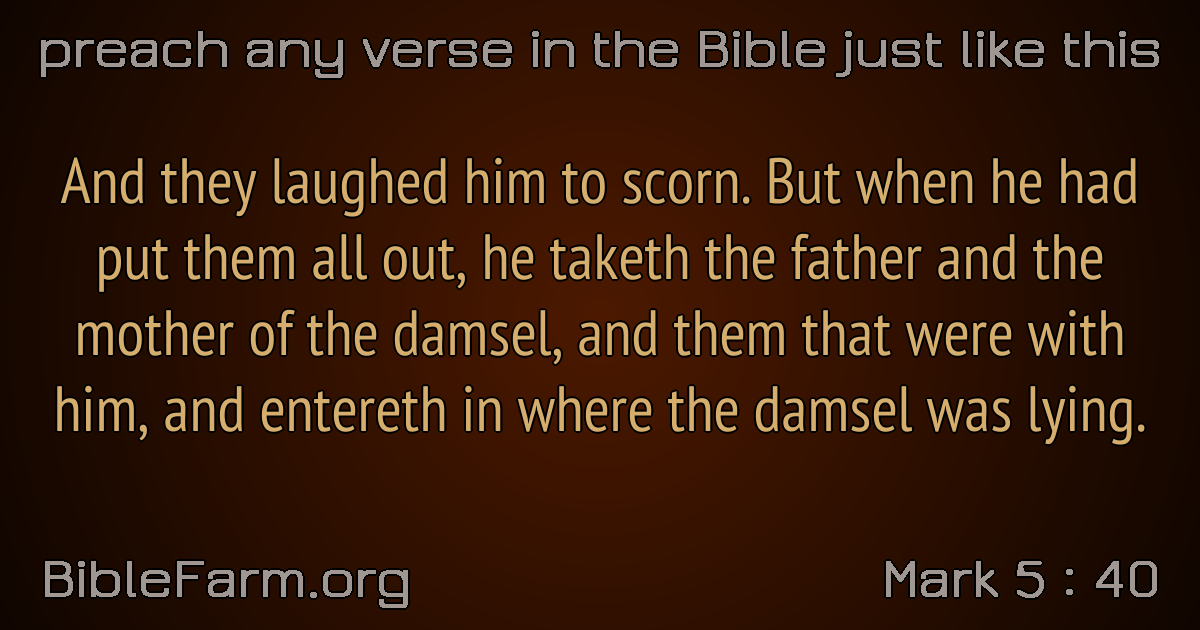 preach any verse in the Bible just like this
And they laughed him to scorn. But when he had
put them all out, he taketh the father and the
mother of the damsel, and them that were with
him, and entereth in where the damsel was lying.
BibleFarm.org
Mark 5 : 40